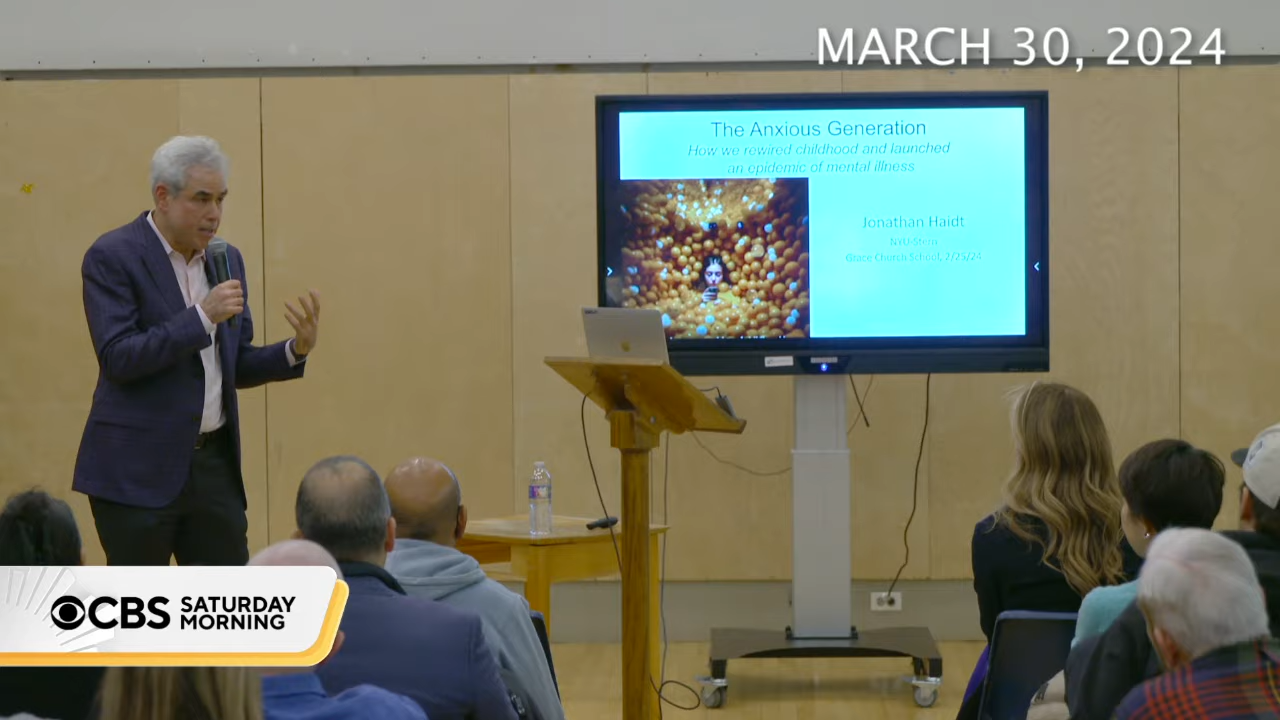 MARCH 30, 2024
The Anxious Generation
How we rewired childhood and launched
an epidemic of mental illness
Jonathan Haidt
NYU-Stern
Grace Church School, 2/25/24
CBS SATURDAY
MORNING